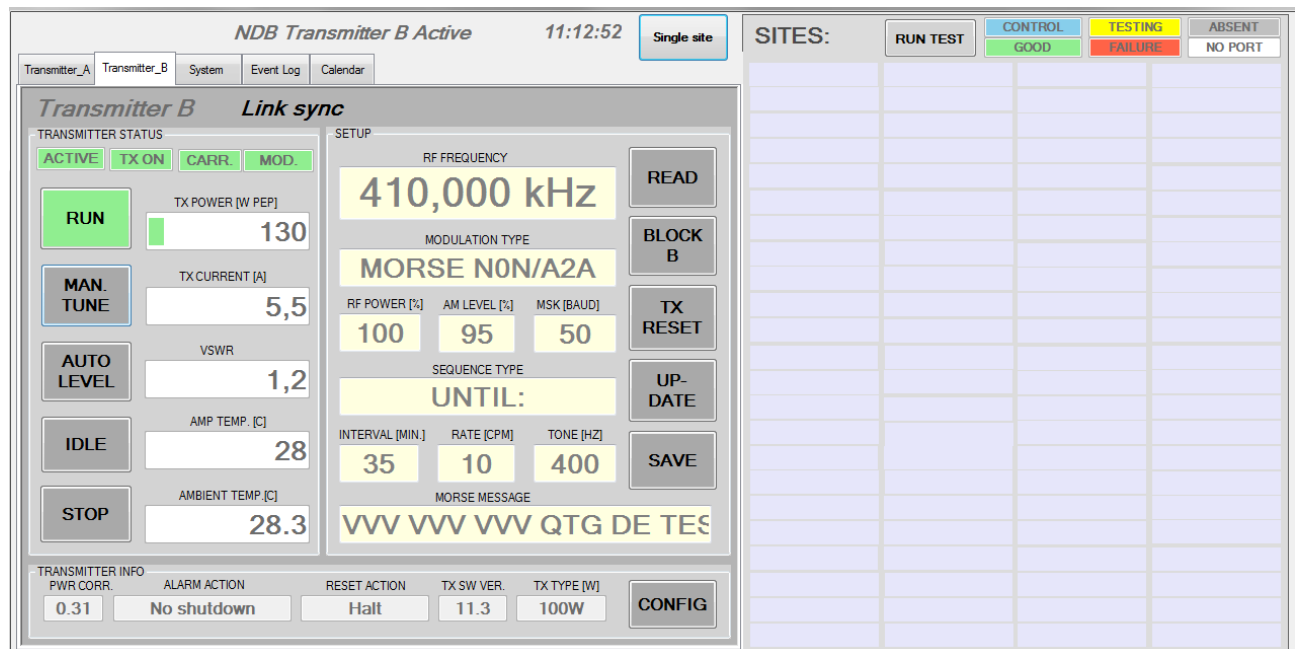 NDB Transmitter B Active 11:12:52 Single site
SITES: RUN TEST CONTROL TESTING ABSENT
GOOD FAILURE NO PORT
Transmitter_A Transmitter_B System Event Log Calendar
Transmitter B Link sync
TRANSMITTER STATUS
ACTIVE TX ON CARR. MOD.
RUN
TX POWER [W PEP]
130
MAN.
TUNE
TX CURRENT [A]
5,5
AUTO
LEVEL
VSWR
1,2
IDLE
AMP TEMP. [C]
28
STOP
AMBIENT TEMP.[C]
28.3
SETUP
RF FREQUENCY
410,000 kHz
MODULATION TYPE
MORSE N0N/A2A
RF POWER [%] AM LEVEL [%] MSK [BAUD]
100 95 50
SEQUENCE TYPE
UNTIL:
INTERVAL [MIN.] RATE [CPM] TONE [HZ]
35 10 400
MORSE MESSAGE
VVV VVV VVV QTG DE TES
READ
BLOCK
B
TX
RESET
UP-
DATE
SAVE
TRANSMITTER INFO
PWR CORR. ALARM ACTION RESET ACTION TX SW VER. TX TYPE [W]
0.31 No shutdown Halt 11.3 100W
CONFIG